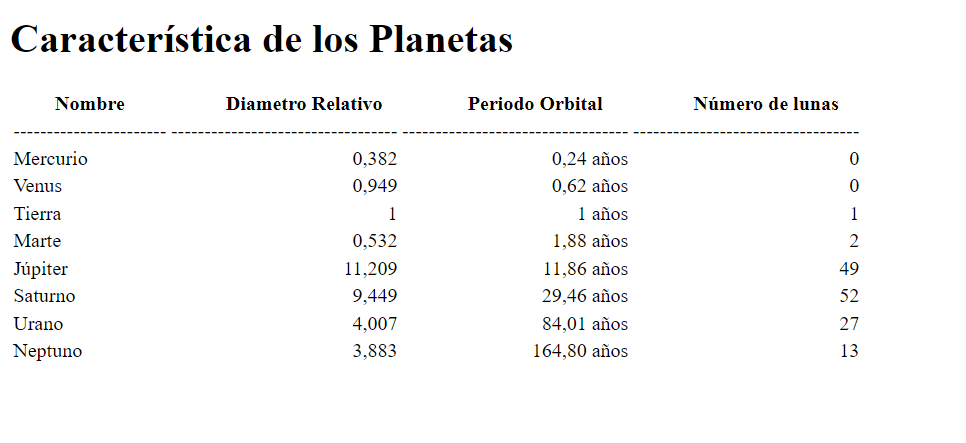 Característica de los Planetas
Nombre Diametro Relativo Periodo Orbital Número de lunas
----------------------- ---------------------------------- ---------------------------------- ----------------------------------
Mercurio 0,382 0,24 años 0
Venus 0,949 0,62 años 0
Tierra 1 1 años 1
Marte 0,532 1,88 años 2
Júpiter 11,209 11,86 años 49
Saturno 9,449 29,46 años 52
Urano 4,007 84,01 años 27
Neptuno 3,883 164,80 años 13